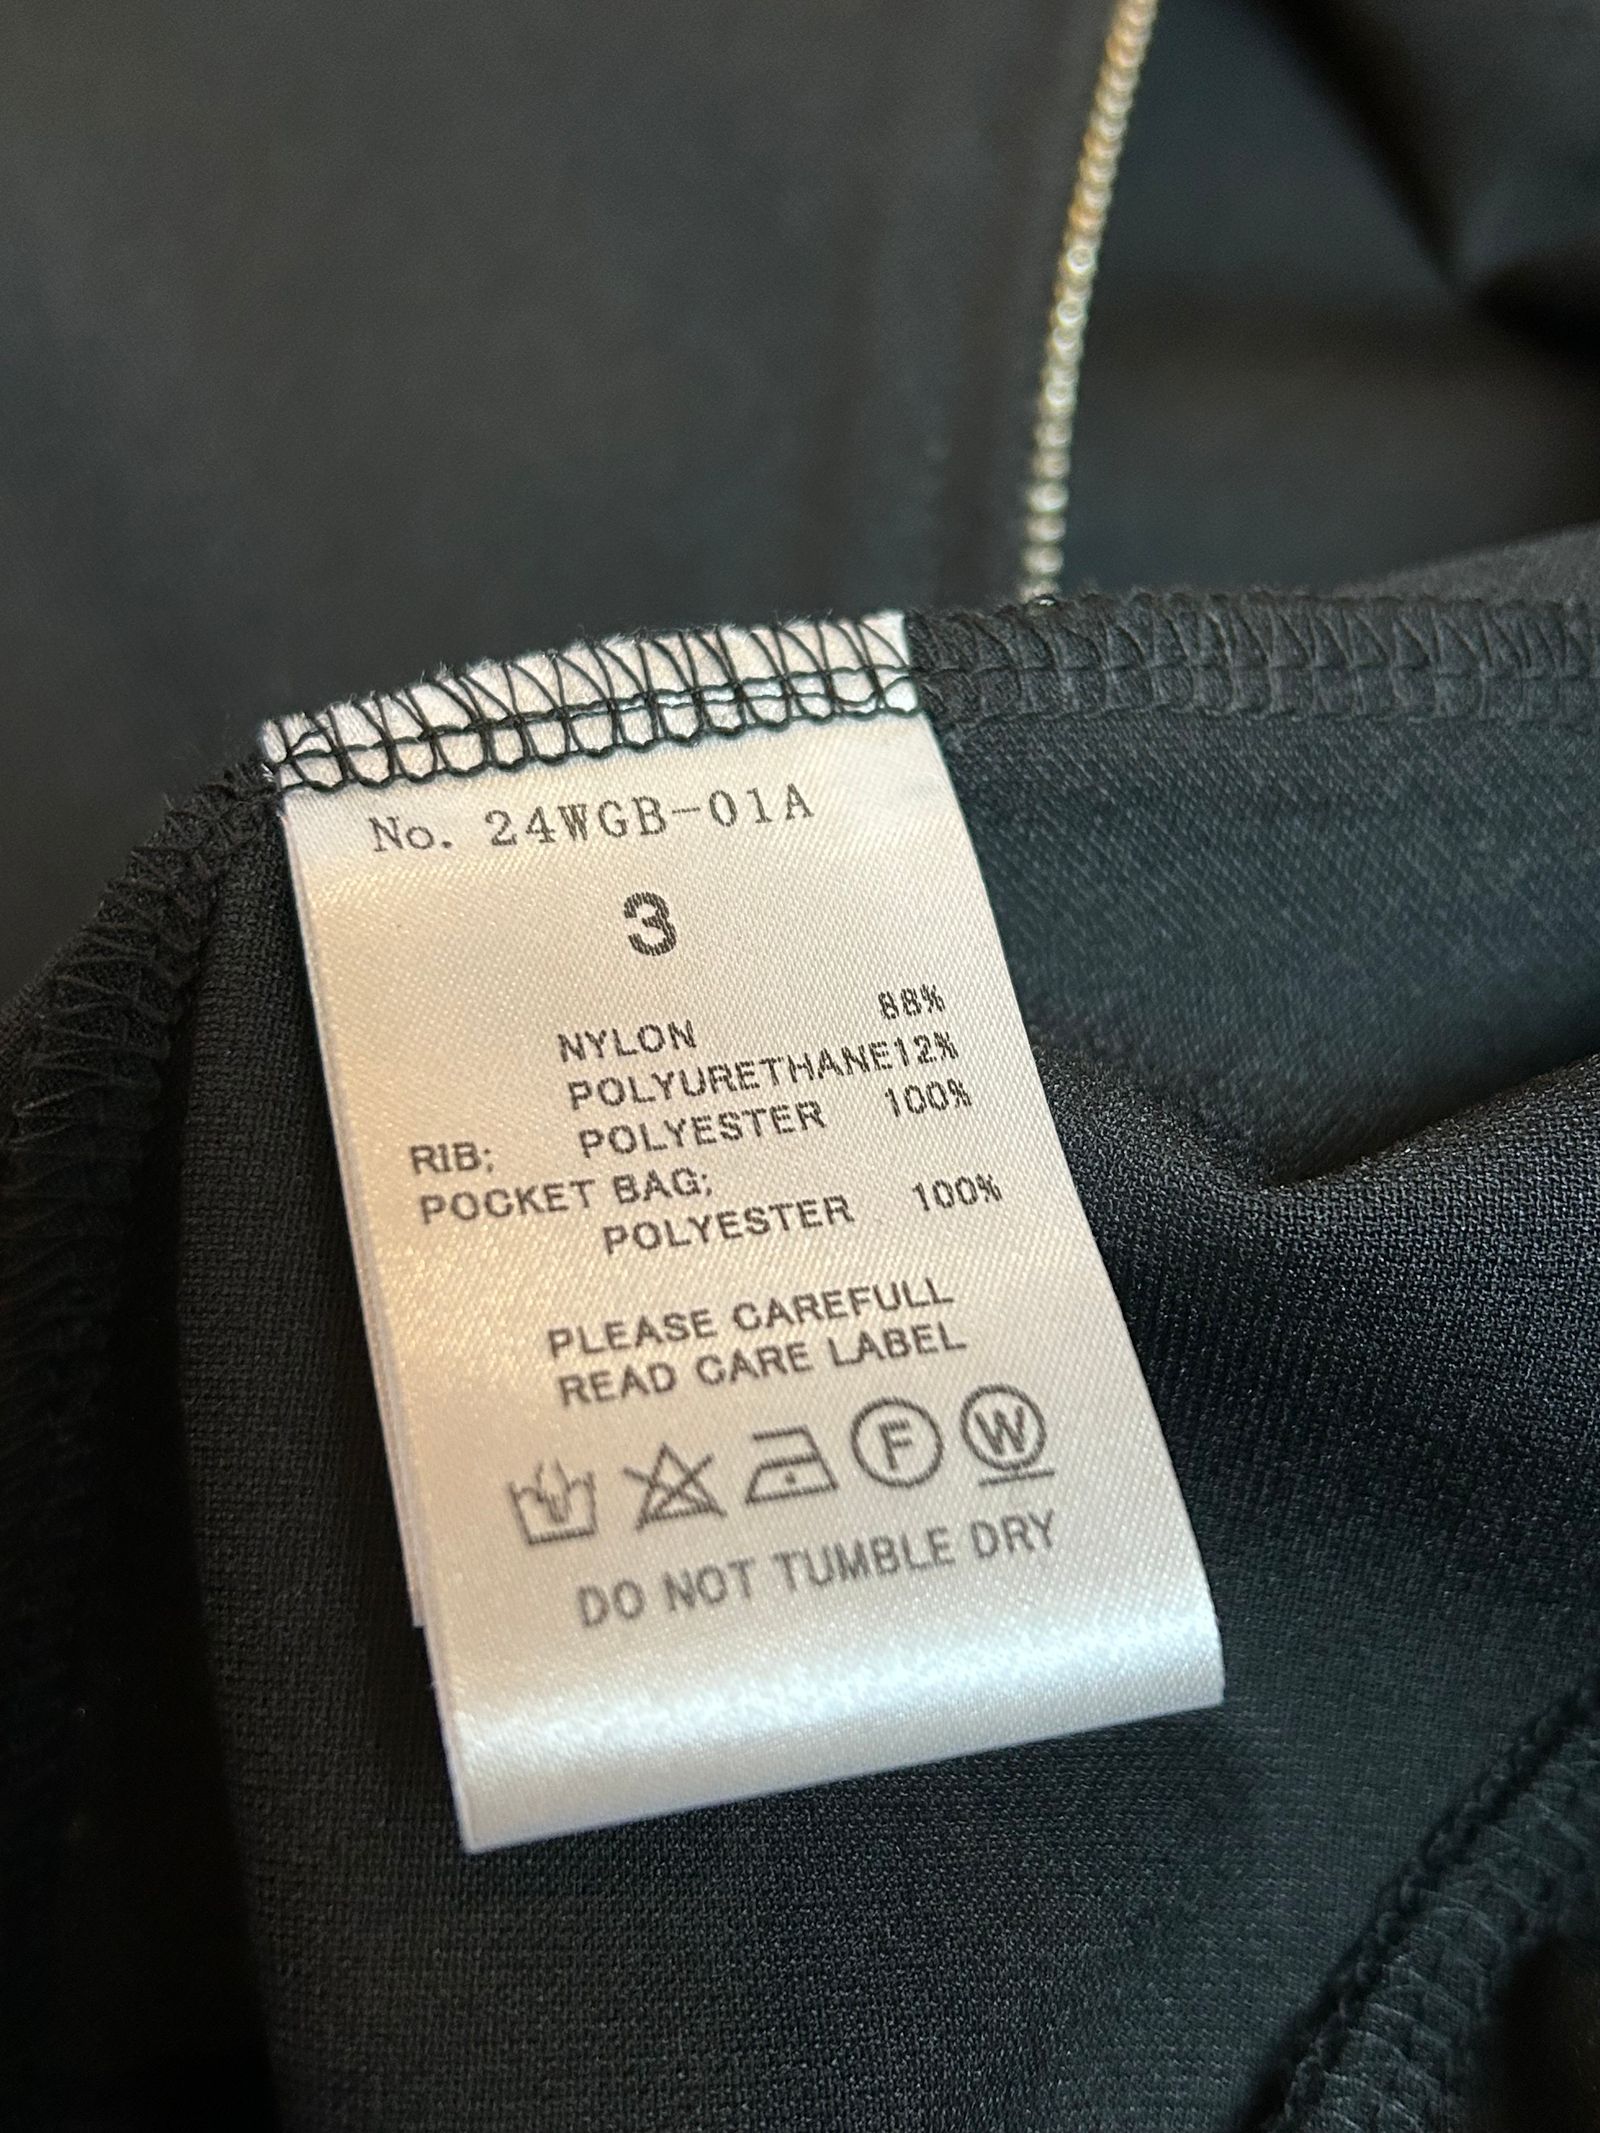 No. 24WGB-01A
3
NYLON 88%
POLYURETHANE12%
RIB; POLYESTER 100%
POCKET BAG;
POLYESTER 100%
PLEASE CAREFULL
READ CARE LABEL
F W
DO NOT TUMBLE DRY